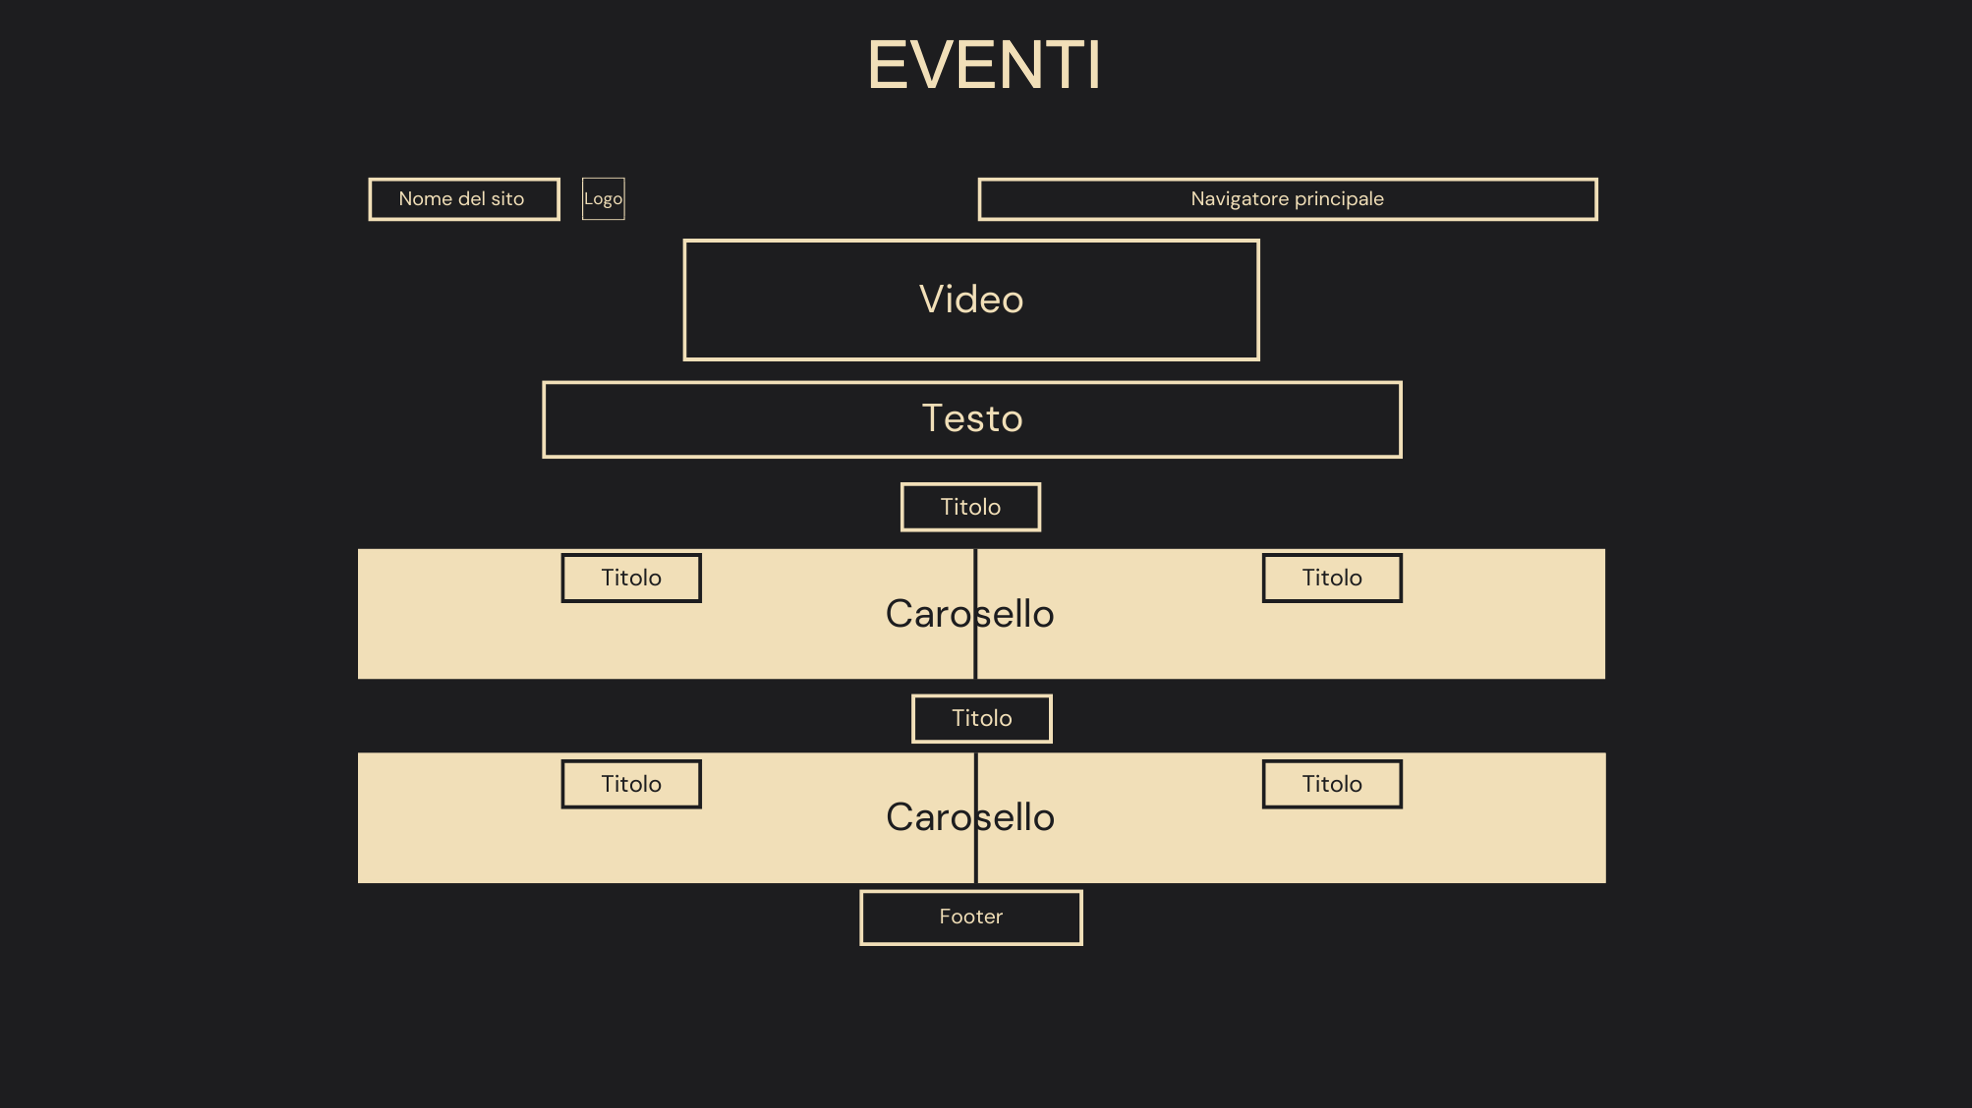 EVENTI
Nome del sito
Logo
Navigatore principale
Video
Testo
Titolo
Titolo
Titolo
Carosello
Titolo
Titolo
Titolo
Carosello
Footer